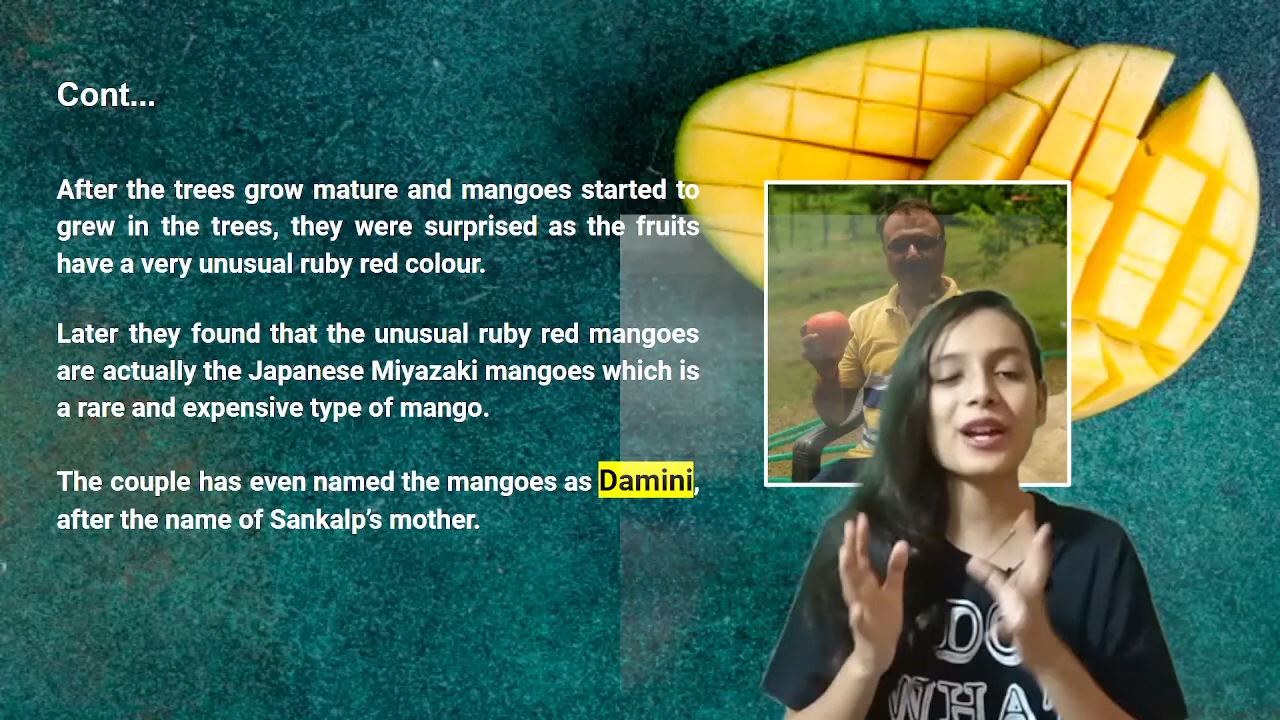 Cont...
After the trees grow mature and mangoes started to
grew in the trees, they were surprised as the fruits
have a very unusual ruby red colour.
Later they found that the unusual ruby red mangoes
are actually the Japanese Miyazaki mangoes which is
a rare and expensive type of mango.
The couple has even named the mangoes as Damini,
after the name of Sankalp's mother.
DO
WHA